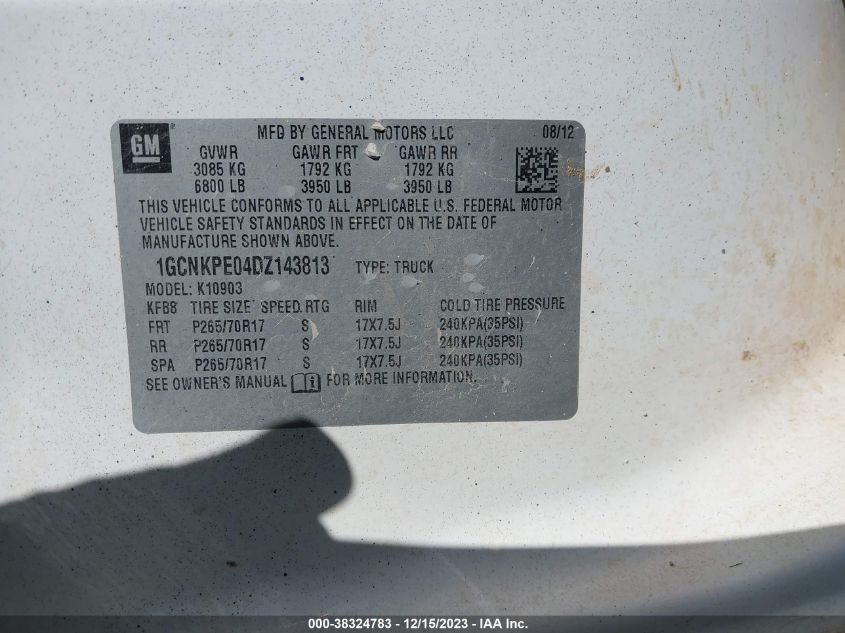 GM ® MFD BY GENERAL MOTORS LLC 08/12
GVWR GAWR FRT GAWR RR
3085 KG 1792 KG 1792 KG
6800 LB 3950 LB 3950 LB
THIS VEHICLE CONFORMS TO ALL APPLICABLE U.S. FEDERAL MOTOR
VEHICLE SAFETY STANDARDS IN EFFECT ON THE DATE OF
MANUFACTURE SHOWN ABOVE.
1GCNKPE04DZ143813 TYPE: TRUCK
MODEL: K10903
KFB8 TIRE SIZE SPEED RTG RIM COLD TIRE PRESSURE
FRT P265/70R17 S 17X7.5J 240KPA(35PSI)
RR P265/70R17 S 17X7.5J 240KPA(35PSI)
SPA P265/70R17 S 17X7.5J 240KPA(35PSI)
SEE OWNER'S MANUAL FOR MORE INFORMATION.
000-38324783 - 12/15/2023 - IAAI.com